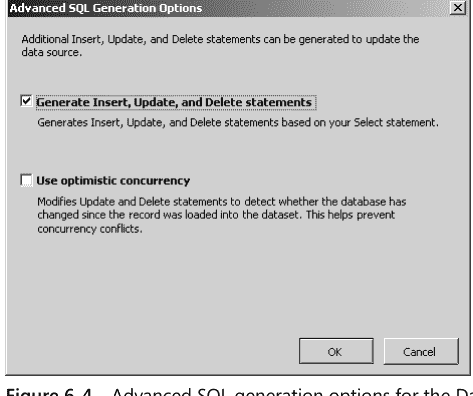 Advanced SQL Generation Options
Additional Insert, Update, and Delete statements can be generated to update the
data source.
Generate Insert, Update, and Delete statements
Generates Insert, Update, and Delete statements based on your Select statement.
Use optimistic concurrency
Modifies Update and Delete statements to detect whether the database has
changed since the record was loaded into the dataset. This helps prevent
concurrency conflicts.
OK Cancel
Figure 6-4 Advanced SQL generation options for the Da